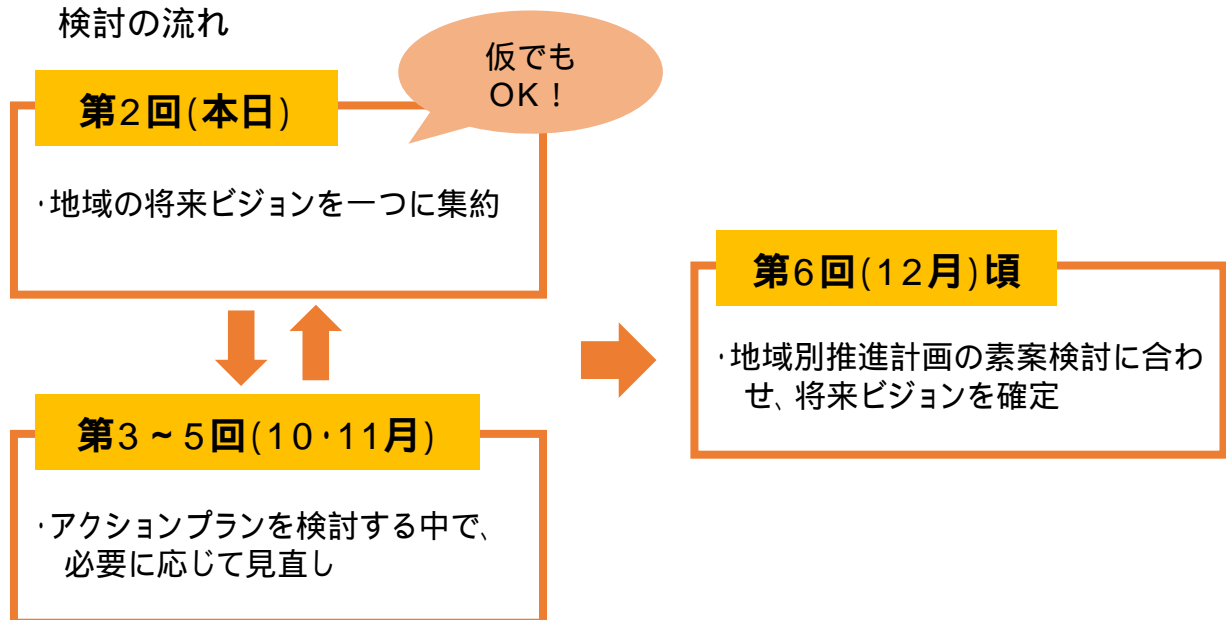 検討の流れ
仮でも
OK！
第2回(本日)
・地域の将来ビジョンを一つに集約
第3～5回(10・11月)
・アクションプランを検討する中で、
必要に応じて見直し
第6回(12月)頃
・地域別推進計画の素案検討に合わ
せ、将来ビジョンを確定